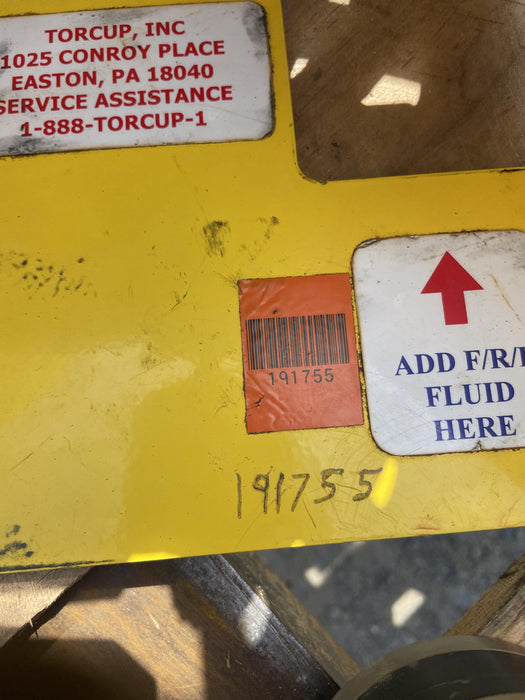 TORCUP, INC
1025 CONROY PLACE
EASTON, PA 18040
SERVICE ASSISTANCE
1-888-TORCUP-1
191755
ADD F/R/
FLUID
HERE
191755